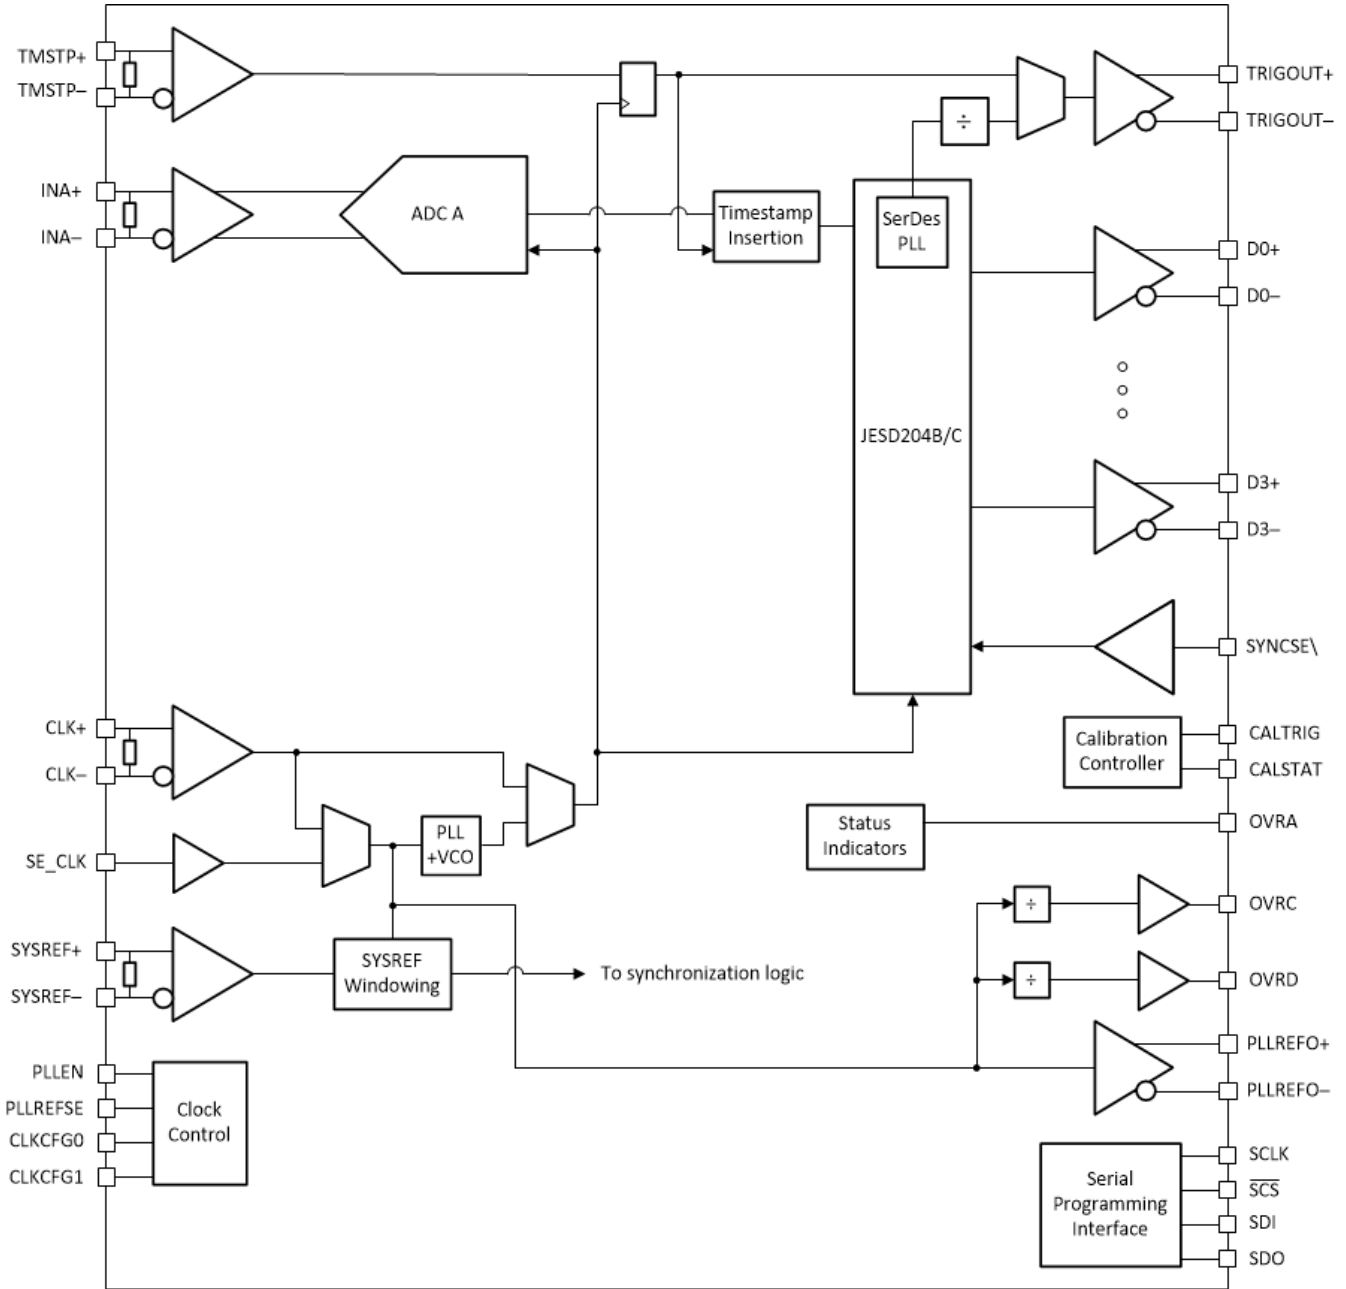 TMSTP+
TMSTP–
TRIGOUT+
TRIGOUT–
÷
INA+
INA–
ADC A
Timestamp
Insertion
SerDes
PLL
D0+
D0–
JESD204B/C
D3+
D3–
SYNCSE\
CLK+
CLK–
Calibration
Controller
CALTRIG
CALSTAT
PLL
+VCO
Status
Indicators
OVRA
SE_CLK
÷
OVRC
SYSREF+
SYSREF–
SYSREF
Windowing
To synchronization logic
÷
OVRD
PLLREFO+
PLLREFO–
PLLEN
PLLREFSE
CLKCFG0
CLKCFG1
Clock
Control
Serial
Programming
Interface
SCLK
SCS
SDI
SDO